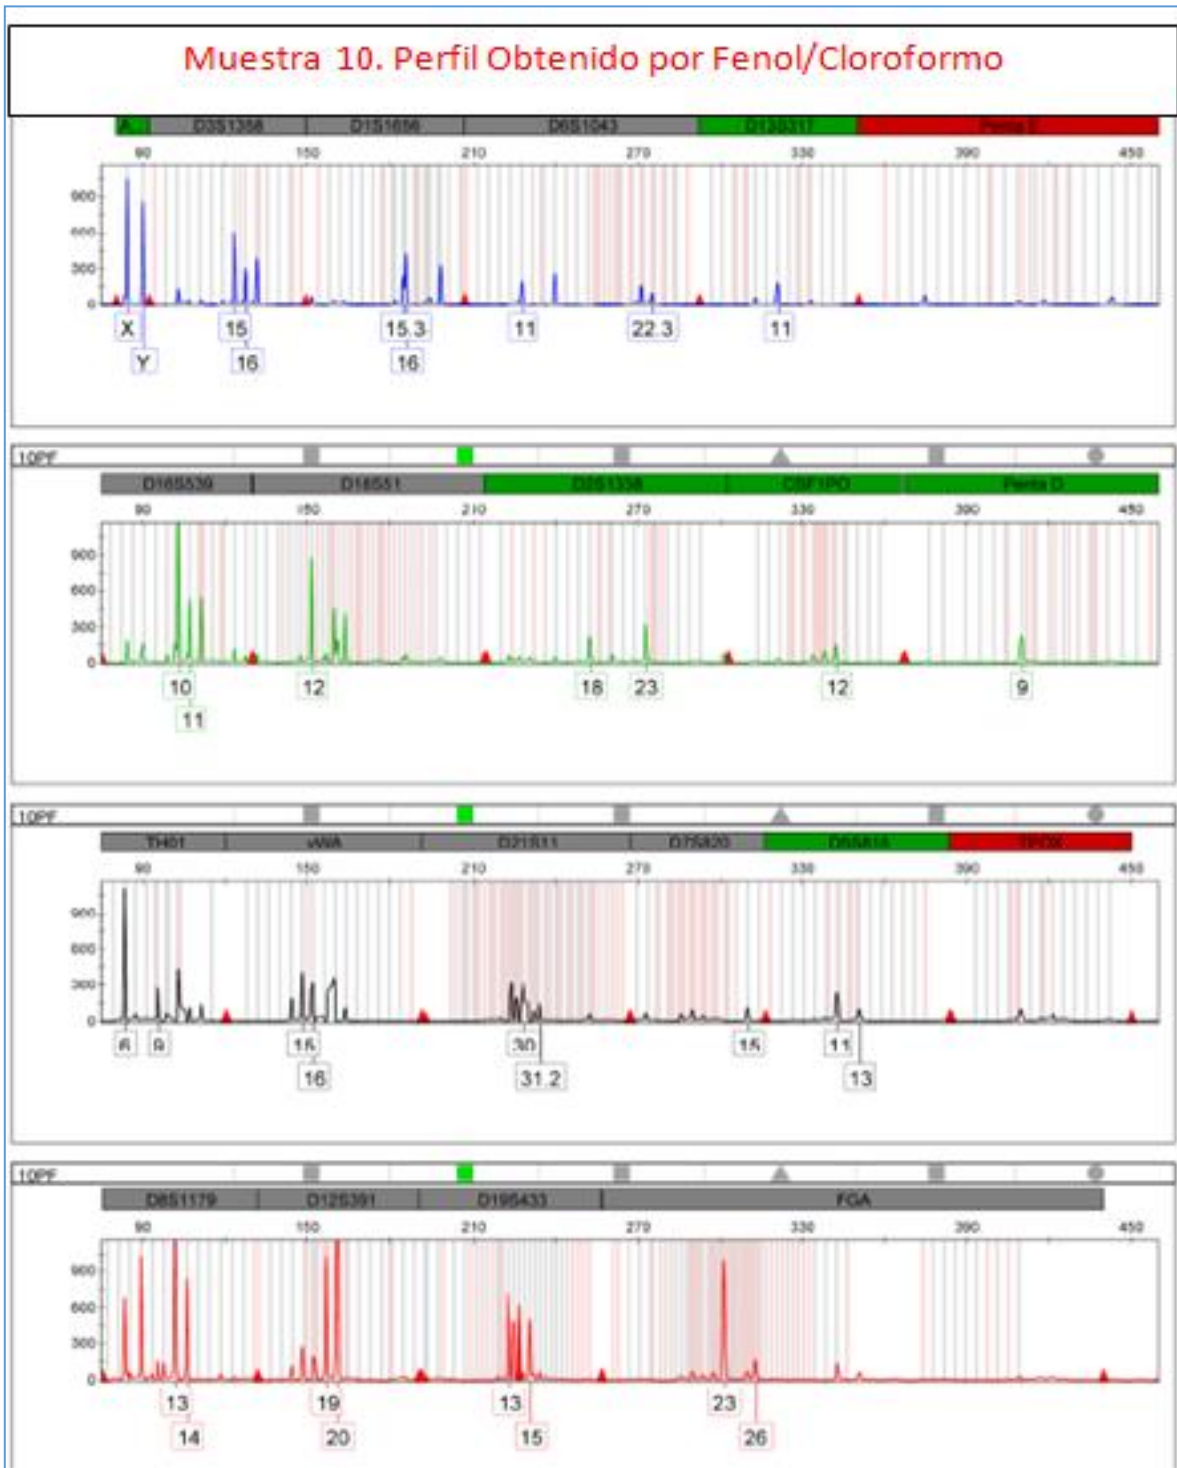 Muestra 10. Perfil Obtenido por Fenol/Cloroformo
A D3S1358 D1S1656 D6S1043 D13S317 Penta E
90 150 210 270 330 390 450
900
600
300
0
X 15 15.3 11 22.3 11
Y 16 16
10PF
D16S539 D18S51 D2S1338 CSF1PO Penta D
90 150 210 270 330 390 450
900
600
300
0
10 12 18 23 12 9
11
10PF
TH01 vWA D21S11 D7S820 D5S818 TPOX
90 150 210 270 330 390 450
900
600
300
0
6 9 15 30 15 11
16 31.2 13
10PF
D8S1179 D12S391 D19S433 FGA
90 150 210 270 330 390 450
900
600
300
0
13 19 13 23
14 20 15 26